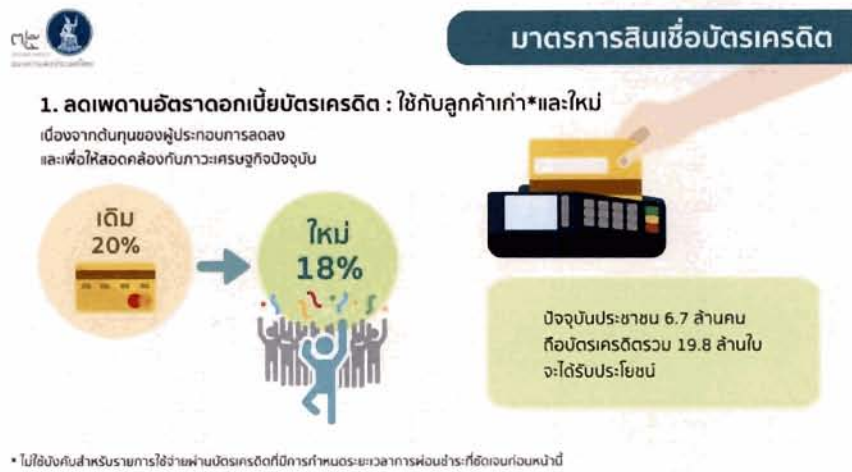 มาตรการสินเชื่อบัตรเครดิต
1. ลดเพดานอัตราดอกเบี้ยบัตรเครดิต : ใช้กับลูกค้าเก่า*และใหม่
เนื่องจากต้นทุนของผู้ประกอบการลดลง
และเพื่อให้สอดคล้องกับภาวะเศรษฐกิจปัจจุบัน
เดิม
20%
ใหม่
18%
ปัจจุบันประชาชน 6.7 ล้านคน
ถือบัตรเครดิตรวม 19.8 ล้านใบ
จะได้รับประโยชน์
* ไม่ใช้บังคับสำหรับรายการใช้จ่ายผ่านบัตรเครดิตที่มีการกำหนดระยะเวลาการผ่อนชำระที่ชัดเจนก่อนหน้านี้